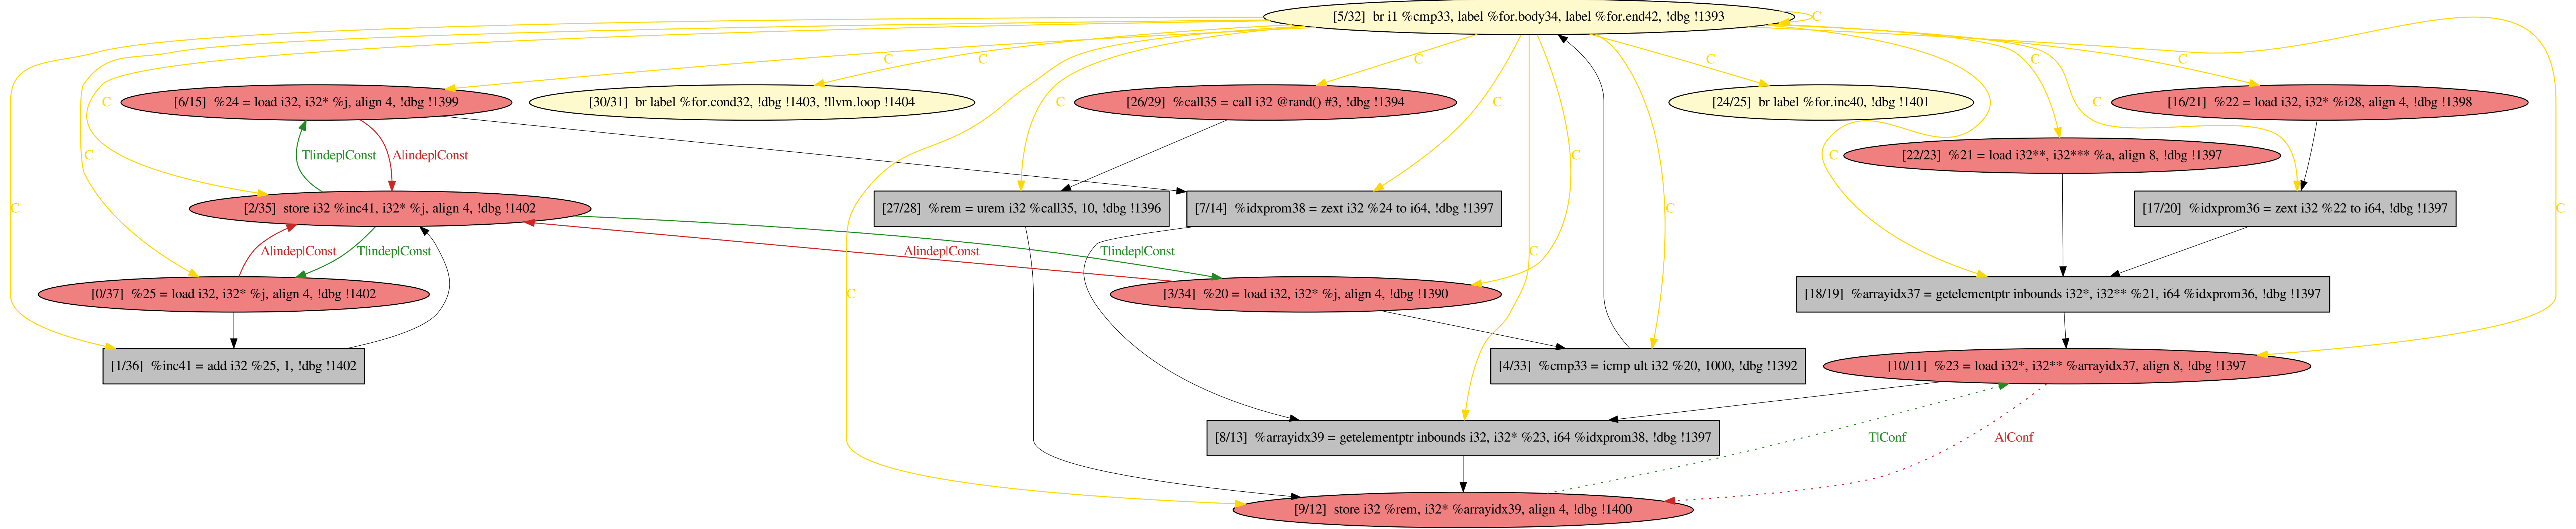 [5/32] br i1 %cmp33, label %for.body34, label %for.end42, !dbg !1393
C
C
C
C
C
C
C
[6/15] %24 = load i32, i32* %j, align 4, !dbg !1399
[30/31] br label %for.cond32, !dbg !1403, !llvm.loop !1404
[26/29] %call35 = call i32 @rand() #3, !dbg !1394
[24/25] br label %for.inc40, !dbg !1401
[16/21] %22 = load i32, i32* %i28, align 4, !dbg !1398
C
C
C
C
T|indep|Const
A|indep|Const
C
C
C
[22/23] %21 = load i32**, i32*** %a, align 8, !dbg !1397
[2/35] store i32 %inc41, i32* %j, align 4, !dbg !1402
[27/28] %rem = urem i32 %call35, 10, !dbg !1396
[7/14] %idxprom38 = zext i32 %24 to i64, !dbg !1397
[17/20] %idxprom36 = zext i32 %22 to i64, !dbg !1397
C
C
C
A|indep|Const
T|indep|Const
A|indep|Const
T|indep|Const
C
[0/37] %25 = load i32, i32* %j, align 4, !dbg !1402
C
[3/34] %20 = load i32, i32* %j, align 4, !dbg !1390
[18/19] %arrayidx37 = getelementptr inbounds i32*, i32** %21, i64 %idxprom36, !dbg !1397
[1/36] %inc41 = add i32 %25, 1, !dbg !1402
[4/33] %cmp33 = icmp ult i32 %20, 1000, !dbg !1392
[10/11] %23 = load i32*, i32** %arrayidx37, align 8, !dbg !1397
[8/13] %arrayidx39 = getelementptr inbounds i32, i32* %23, i64 %idxprom38, !dbg !1397
T|Conf
A|Conf
[9/12] store i32 %rem, i32* %arrayidx39, align 4, !dbg !1400